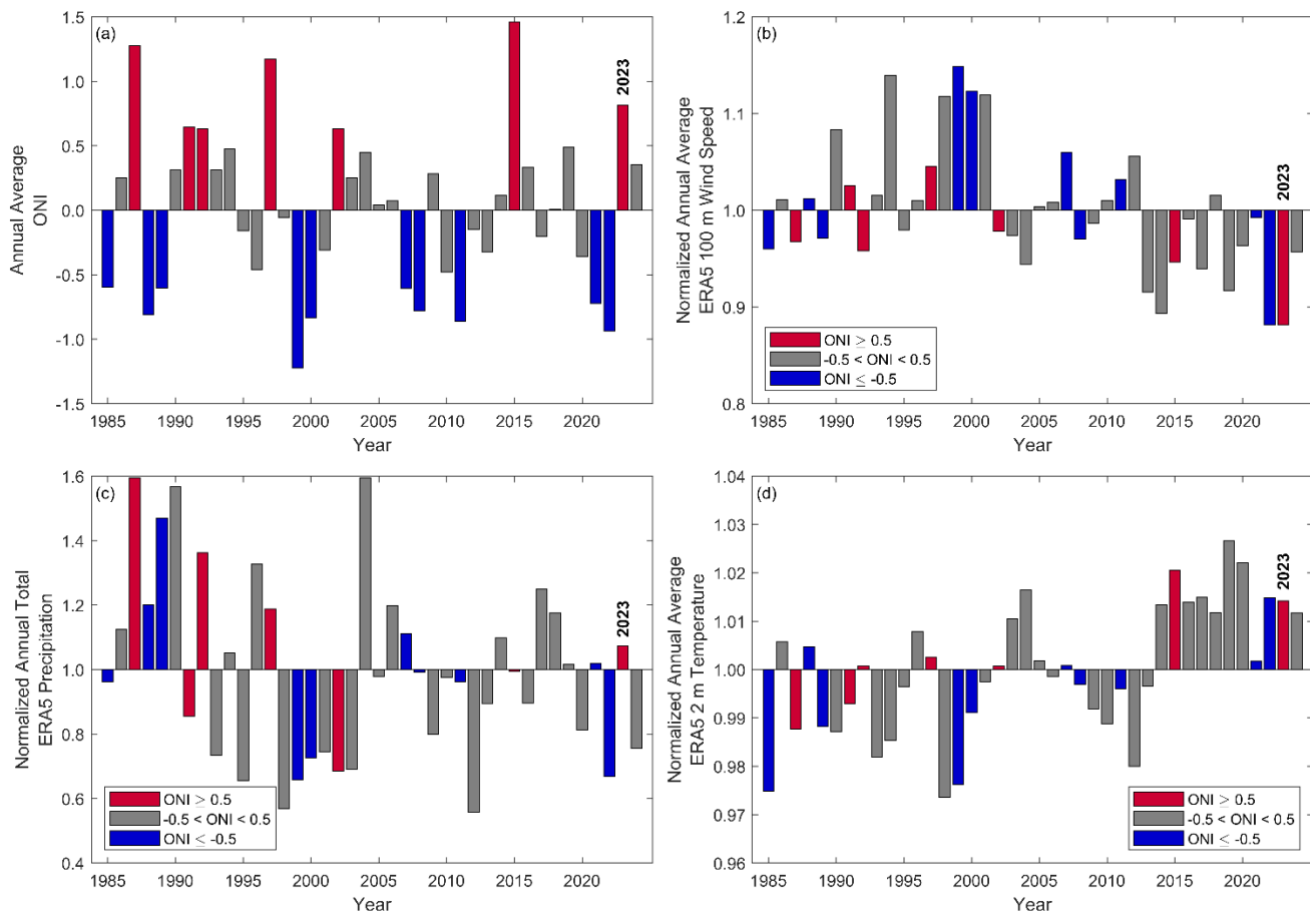 (a)
1.5
1.0
0.5
0.0
-0.5
-1.0
-1.5
Annual Average
ONI
2023
1985 1990 1995 2000 2005 2010 2015 2020
Year
(b)
1.2
1.1
1.0
0.9
0.8
Normalized Annual Average
ERA5 100 m Wind Speed
2023
ONI ≥ 0.5
-0.5 < ONI < 0.5
ONI ≤ -0.5
1985 1990 1995 2000 2005 2010 2015 2020
Year
(c)
1.6
1.4
1.2
1.0
0.8
0.6
0.4
Normalized Annual Total
ERA5 Precipitation
2023
ONI ≥ 0.5
-0.5 < ONI < 0.5
ONI ≤ -0.5
1985 1990 1995 2000 2005 2010 2015 2020
Year
(d)
1.04
1.03
1.02
1.01
1.00
0.99
0.98
0.97
0.96
Normalized Annual Average
ERA5 2 m Temperature
2023
ONI ≥ 0.5
-0.5 < ONI < 0.5
ONI ≤ -0.5
1985 1990 1995 2000 2005 2010 2015 2020
Year